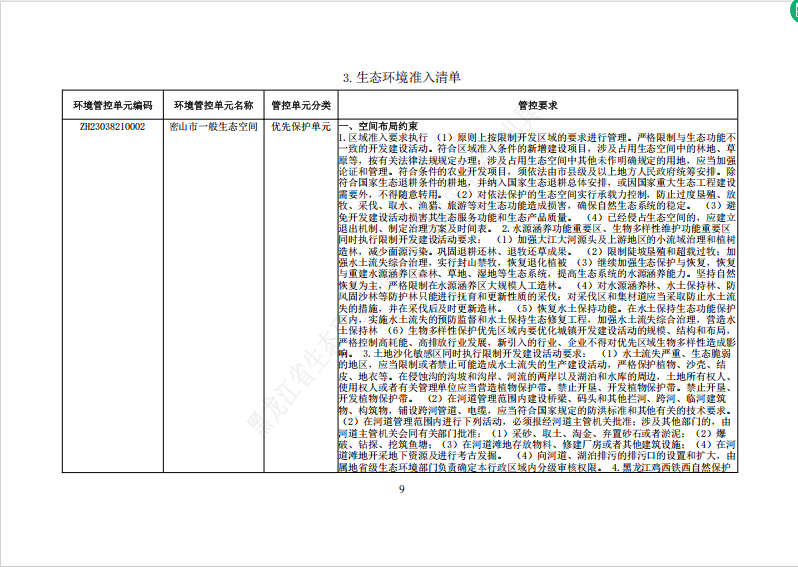 3. 生态环境准入清单
环境管控单元编码 环境管控单元名称 管控单元分类 管控要求
ZH23038210002 密山市一般生态空间 优先保护单元 一、空间布局约束
1.区域准入要求执行 （1）原则上按限制开发区域的要求进行管理。严格限制与生态功能不
一致的开发建设活动。符合区域准入条件的新增建设项目，涉及占用生态空间中的林地、草
原等，按有关法律法规规定办理；涉及占用生态空间中其他未作明确规定的用地，应当加强
论证和管理。符合条件的农业开发项目，须依法由市县级及以上地方人民政府统筹安排。除
符合国家生态退耕条件的耕地，并纳入国家生态退耕总体安排，或因国家重大生态工程建设
需要外，不得随意转用。 （2）对依法保护的生态空间实行承载力控制，防止过度垦殖、放
牧、采伐、取水、渔猎、旅游等对生态功能造成损害，确保自然生态系统的稳定。 （3）避
免开发建设活动损害其生态服务功能和生态产品质量。 （4）已经侵占生态空间的，应建立
退出机制、制定治理方案及时间表。 2.水源涵养功能重要区、生物多样性维护功能重要区
同时执行限制开发建设活动要求： （1）加强大江大河源头及上游地区的小流域治理和植树
造林，减少面源污染。巩固退耕还林、退牧还草成果。 （2）限制陡坡垦殖和超载过牧；加
强水土流失综合治理，实行封山禁牧，恢复退化植被 （3）继续加强生态保护与恢复，恢复
与重建水源涵养区森林、草地、湿地等生态系统，提高生态系统的水源涵养能力。坚持自然
恢复为主，严格限制在水源涵养区大规模人工造林。 （4）对水源涵养林、水土保持林、防
风固沙林等防护林只能进行抚育和更新性质的采伐；对采伐区和集材道应当采取防止水土流
失的措施，并在采伐后及时更新造林。 （5）恢复水土保持功能。在水土保持生态功能保护
区内，实施水土流失的预防监督和水土保持生态修复工程，加强水土流失综合治理，营造水
土保持林 （6）生物多样性保护优先区域内要优化城镇开发建设活动的规模、结构和布局，
严格控制高耗能、高排放行业发展，新引入的行业、企业不得对优先区域生物多样性造成影
响。 3.土地沙化敏感区同时执行限制开发建设活动要求： （1）水土流失严重、生态脆弱
的地区，应当限制或者禁止可能造成水土流失的生产建设活动，严格保护植物、沙壳、结
皮、地衣等。在侵蚀沟的沟坡和沟岸、河流的两岸以及湖泊和水库的周边，土地所有权人、
使用权人或者有关管理单位应当营造植物保护带。禁止开垦、开发植物保护带。禁止开垦、
开发植物保护带。 （2）在河道管理范围内建设桥梁、码头和其他拦河、跨河、临河建筑
物、构筑物，铺设跨河管道、电缆，应当符合国家规定的防洪标准和其他有关的技术要求。
（2）在河道管理范围内进行下列活动，必须报经河道主管机关批准；涉及其他部门的，由
河道主管机关会同有关部门批准：（1）采砂、取土、淘金、弃置砂石或者淤泥；（2）爆
破、钻探、挖筑鱼塘；（3）在河道滩地存放物料、修建厂房或者其他建筑设施；（4）在河
道滩地开采地下资源及进行考古发掘。 （4）向河道、湖泊排污的排污口的设置和扩大，由
属地省级生态环境部门负责确定本行政区域内分级审核权限。 4.黑龙江鸡西铁西自然保护
9